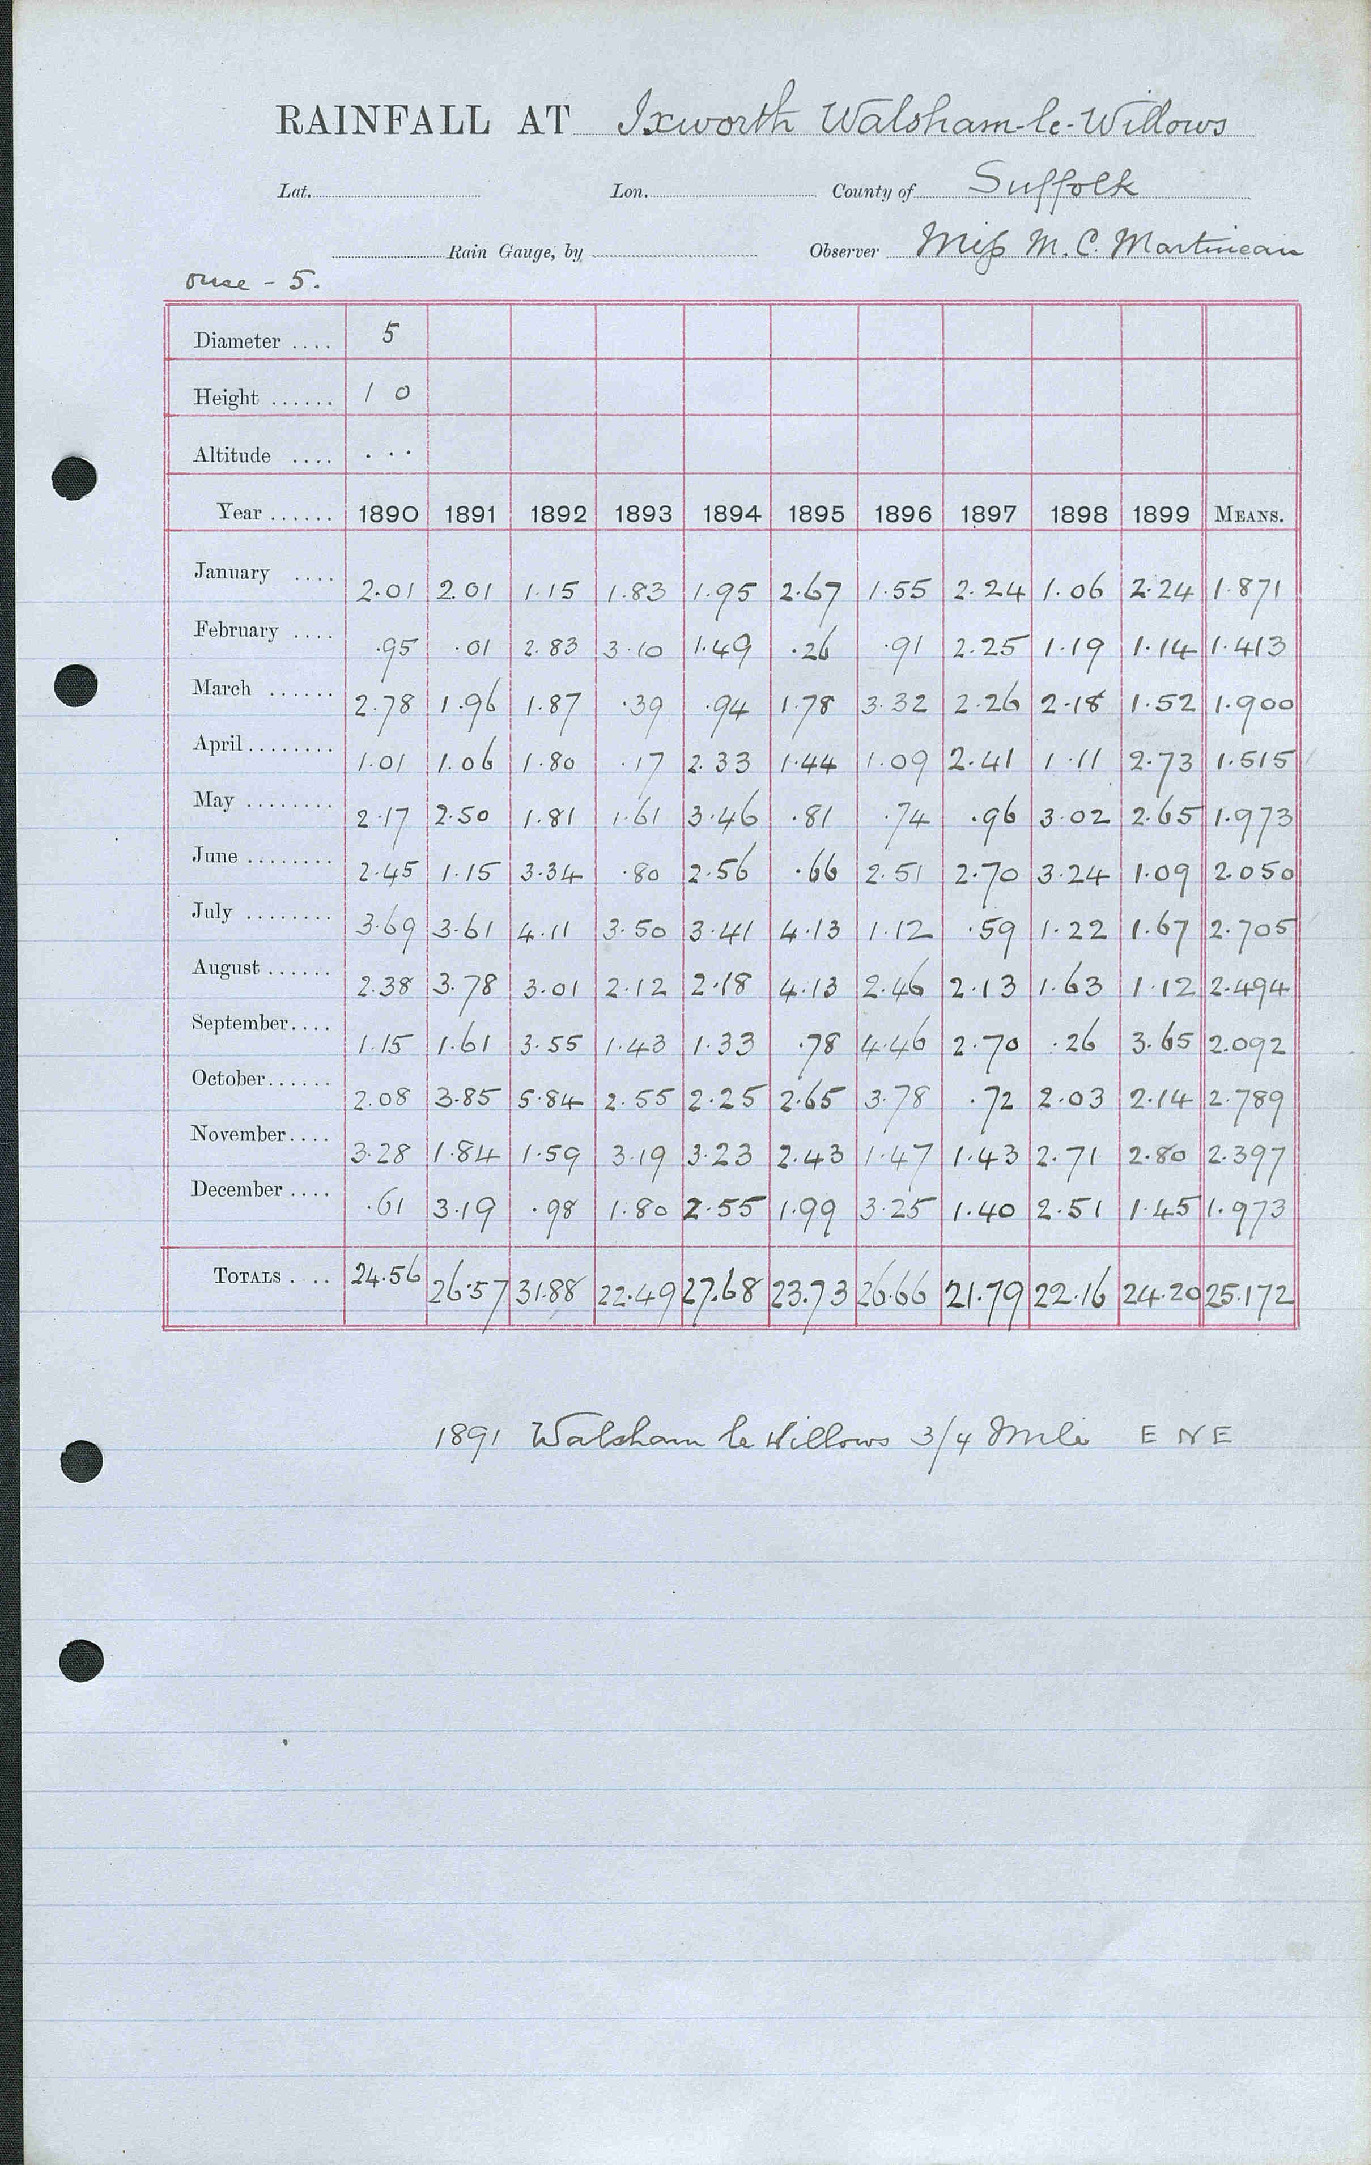 RAINFALL AT Ixworth Walsham-le-Willows
Lat. Lon. County of Suffolk
Rain Gauge, by Observer Miss M. C. Martineau
Ouse - 5.
Diameter .... 5
Height ...... 1 0
Altitude .... . . .
Year ...... 1890 1891 1892 1893 1894 1895 1896 1897 1898 1899 MEANS.
January .... 2.01 2.01 1.15 1.83 1.95 2.67 1.55 2.24 1.06 2.24 1.871
February .... .95 .01 2.83 3.10 1.49 .26 .91 2.25 1.19 1.14 1.413
March ...... 2.78 1.96 1.87 .39 .94 1.78 3.32 2.26 2.18 1.52 1.900
April ........ 1.01 1.06 1.80 .17 2.33 1.44 1.09 2.41 1.11 2.73 1.515
May ........ 2.17 2.50 1.81 1.61 3.46 .81 .74 .96 3.02 2.65 1.973
June ........ 2.45 1.15 3.34 .80 2.56 .66 2.51 2.70 3.24 1.09 2.050
July ........ 3.69 3.61 4.11 3.50 3.41 4.13 1.12 .59 1.22 1.67 2.705
August ...... 2.38 3.78 3.01 2.12 2.18 4.13 2.46 2.13 1.63 1.12 2.494
September.... 1.15 1.61 3.55 1.43 1.33 .78 4.46 2.70 .26 3.65 2.092
October...... 2.08 3.85 5.84 2.55 2.25 2.65 3.78 .72 2.03 2.14 2.789
November.... 3.28 1.84 1.59 3.19 3.23 2.43 1.47 1.43 2.71 2.80 2.397
December .... .61 3.19 .98 1.80 2.55 1.99 3.25 1.40 2.51 1.45 1.973
TOTALS .... 24.56 26.57 31.88 22.49 27.68 23.73 26.66 21.79 22.16 24.20 25.172
1891 Walsham le Willows 3/4 Mile E N E